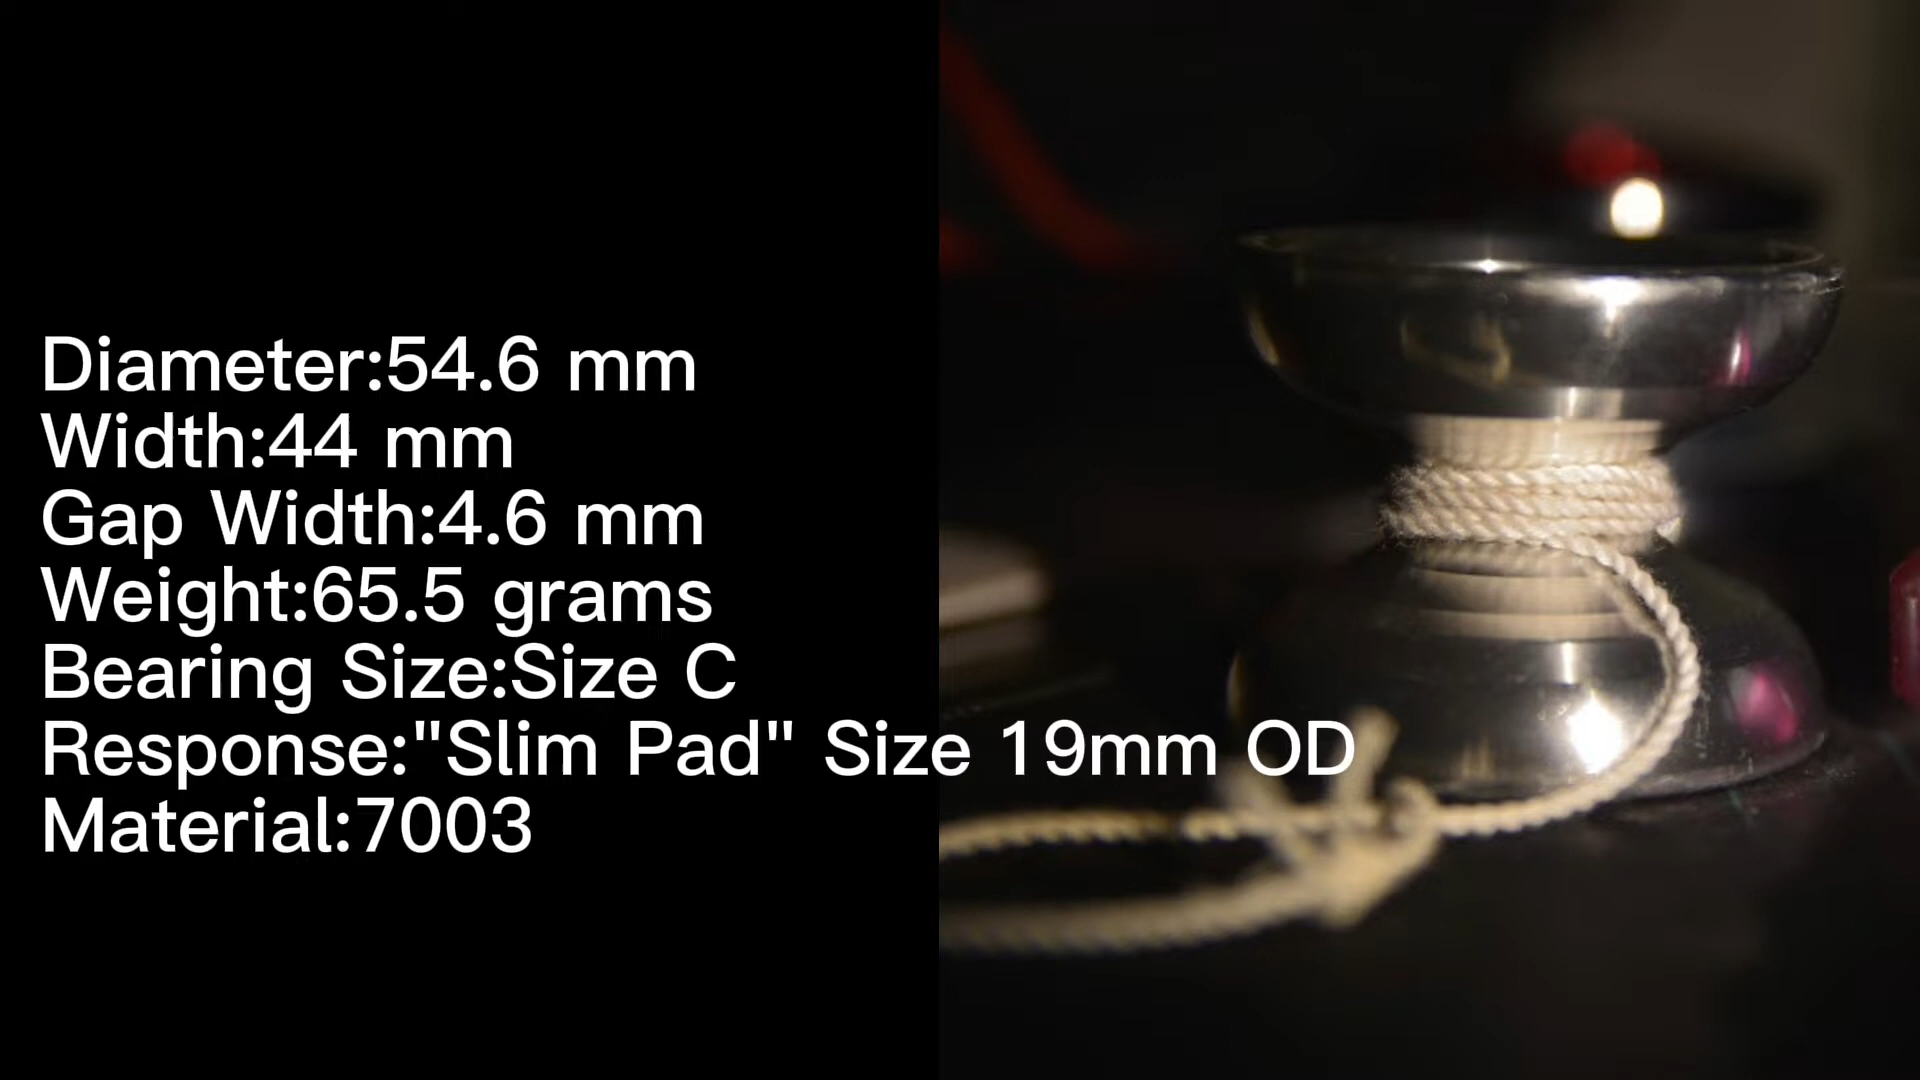 Diameter:54.6 mm
Width:44 mm
Gap Width:4.6 mm
Weight:65.5 grams
Bearing Size:Size C
Response:"Slim Pad" Size 19mm OD
Material:7003